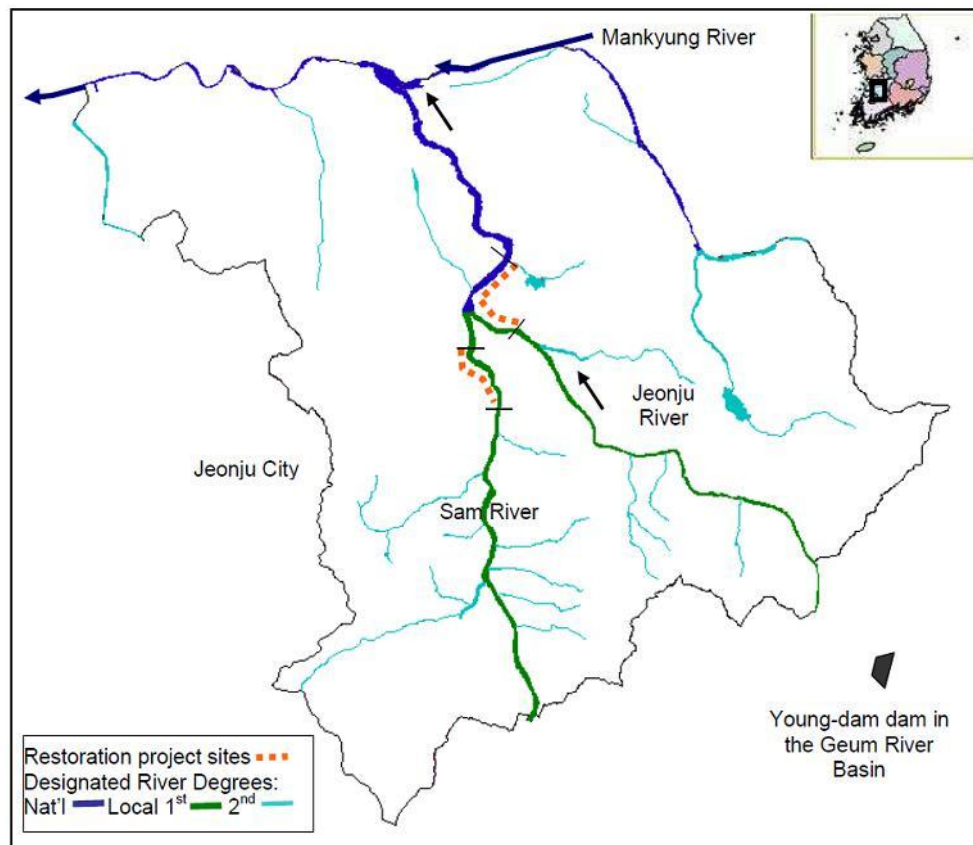 Mankyung River
Jeonju
River
Jeonju City
Sam River
Young-dam dam in
the Geum River
Basin
Restoration project sites
Designated River Degrees:
Nat'l Local 1st 2nd